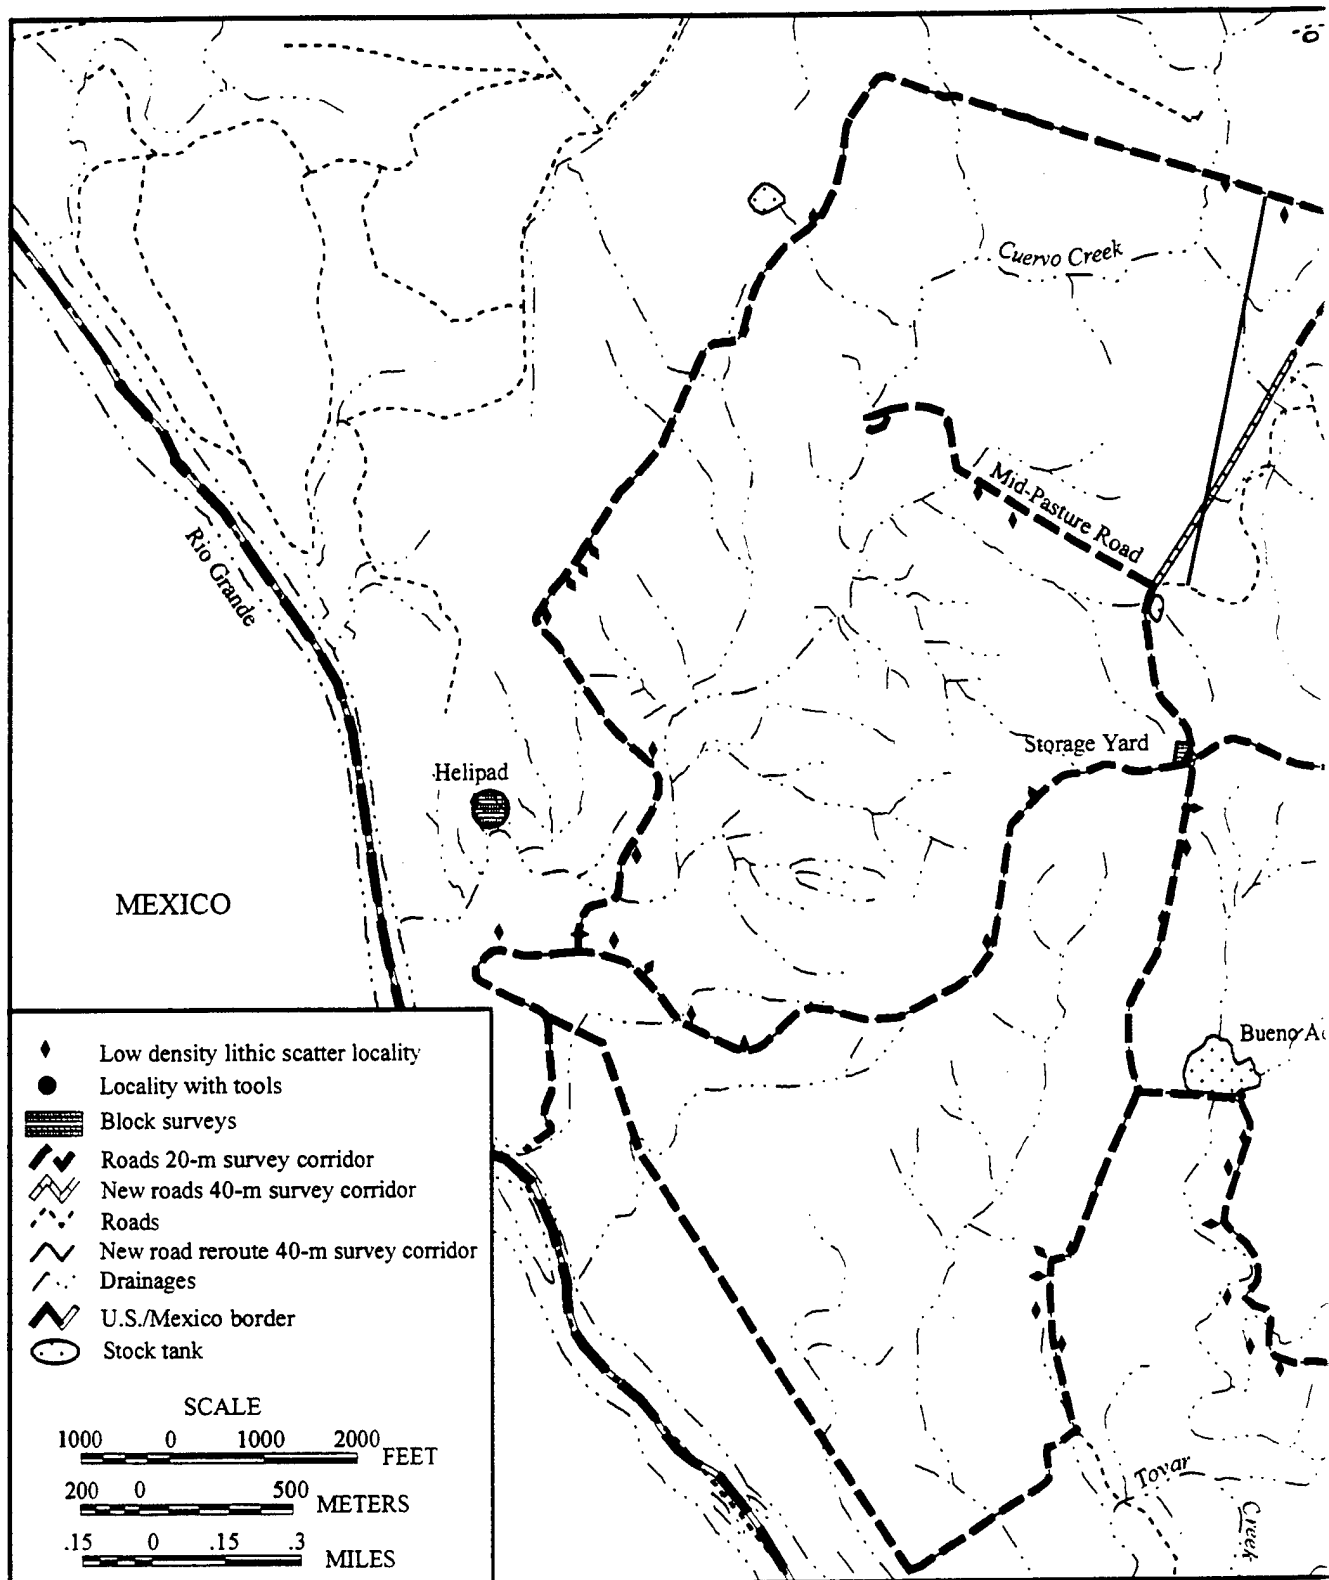 Cuervo Creek
Mid-Pasture Road
Rio Grande
Storage Yard
Helipad
MEXICO
Bueno
Low density lithic scatter locality
Locality with tools
Block surveys
Roads 20-m survey corridor
New roads 40-m survey corridor
Roads
New road reroute 40-m survey corridor
Drainages
U.S./Mexico border
Stock tank
SCALE
1000 0 1000 2000 FEET
200 0 500 METERS
.15 0 .15 .3 MILES
Tovar
Creek